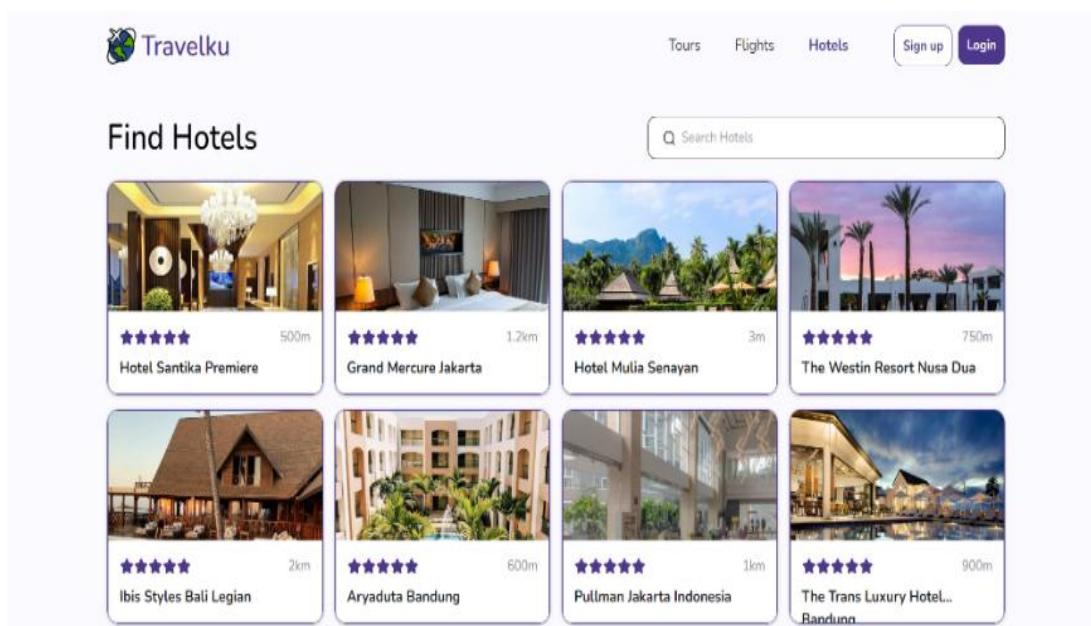 Travelku
Tours Flights Hotels Sign up Login
Find Hotels
Search Hotels
500m
Hotel Santika Premiere
1.2km
Grand Mercure Jakarta
3m
Hotel Mulia Senayan
750m
The Westin Resort Nusa Dua
2km
Ibis Styles Bali Legian
600m
Aryaduta Bandung
1km
Pullman Jakarta Indonesia
900m
The Trans Luxury Hotel...
Bandung